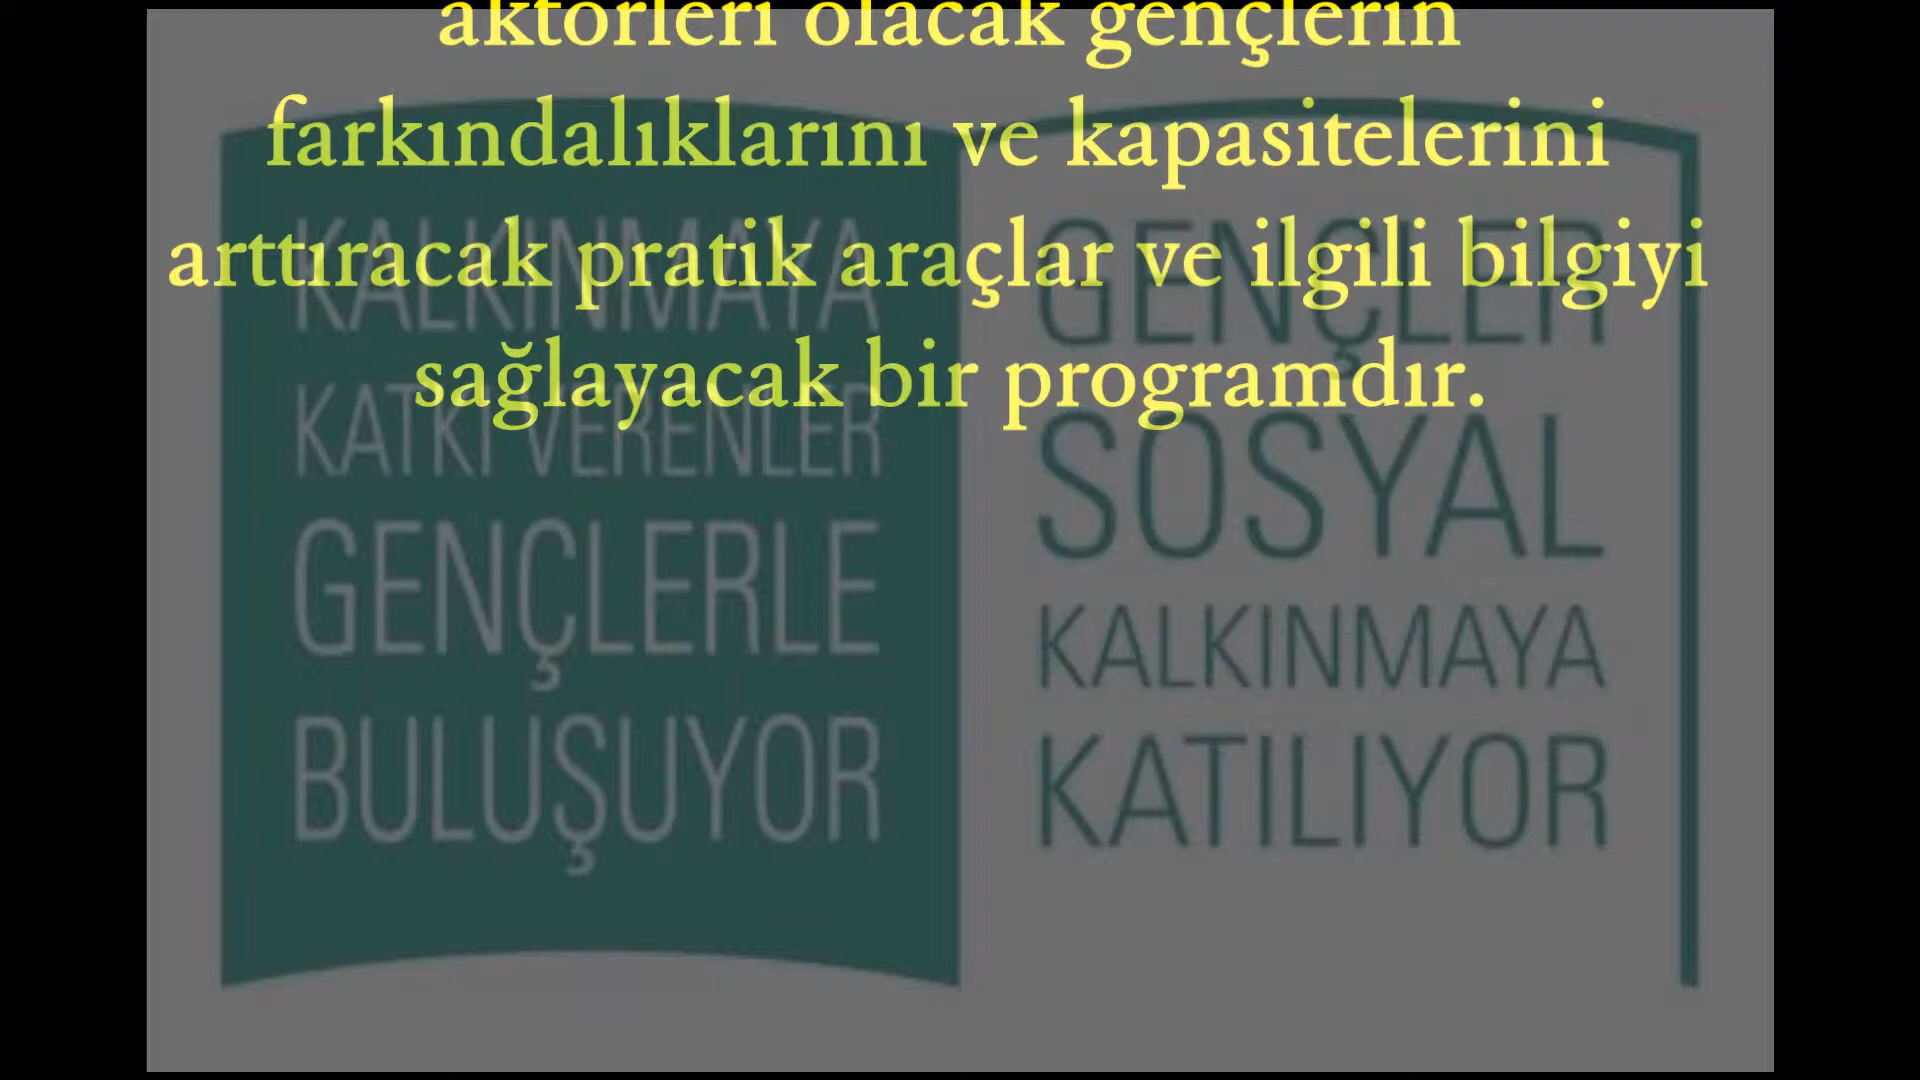 aktörleri olacak gençlerin
farkındalıklarını ve kapasitelerini
arttıracak pratik araçlar ve ilgili bilgiyi
sağlayacak bir programdır.
KALKINMAYA
KATKI VERENLER
GENÇLERLE
BULUŞUYOR
GENÇLER
SOSYAL
KALKINMAYA
KATILIYOR